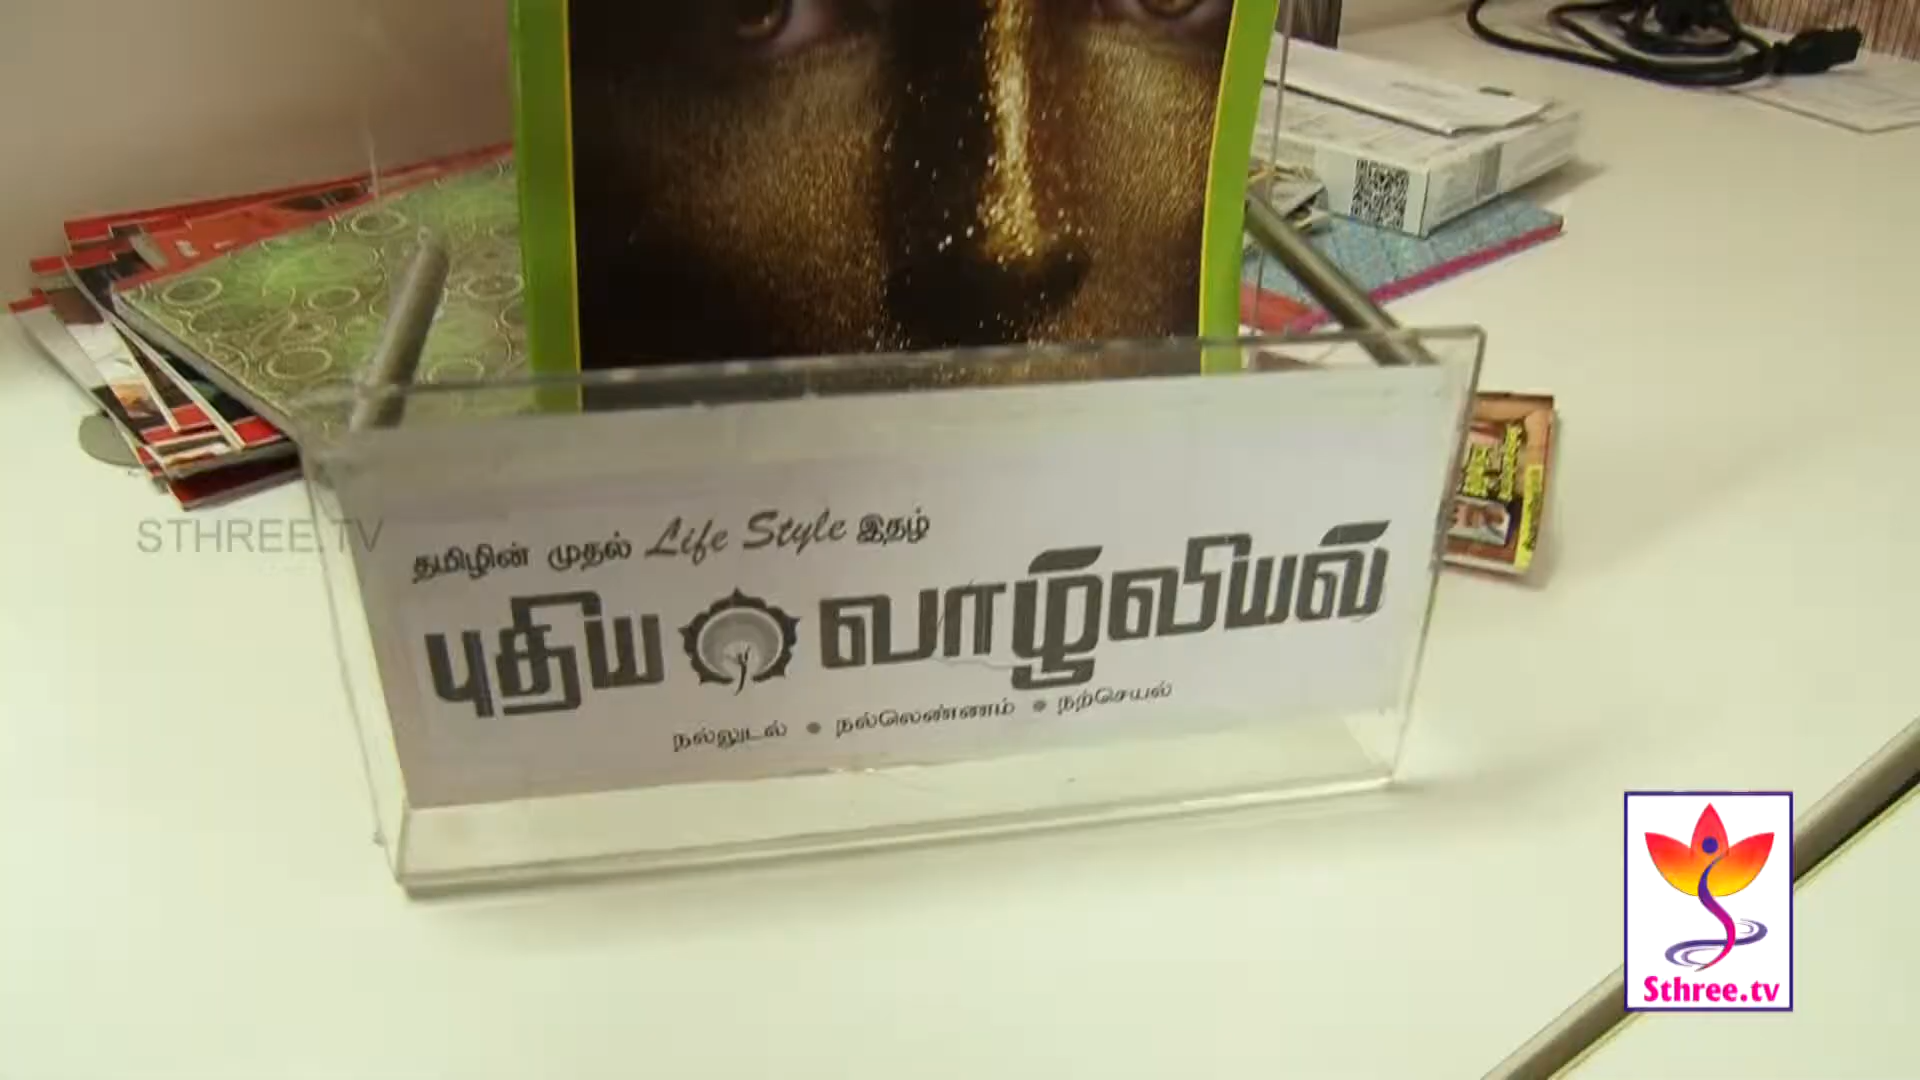 STHREE.TV
தமிழின் முதல் Life Style இதழ்
புதிய வாழ்வியல்
நல்லுடல் • நல்லெண்ணம் • நற்செயல்
Sthree.tv